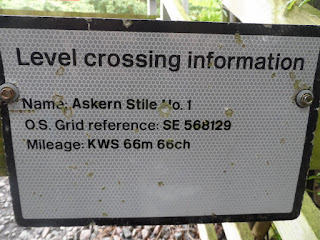 Level crossing information
Name: Askern Stile No. 1
O.S. Grid reference: SE 568129
Mileage: KWS 66m 66ch